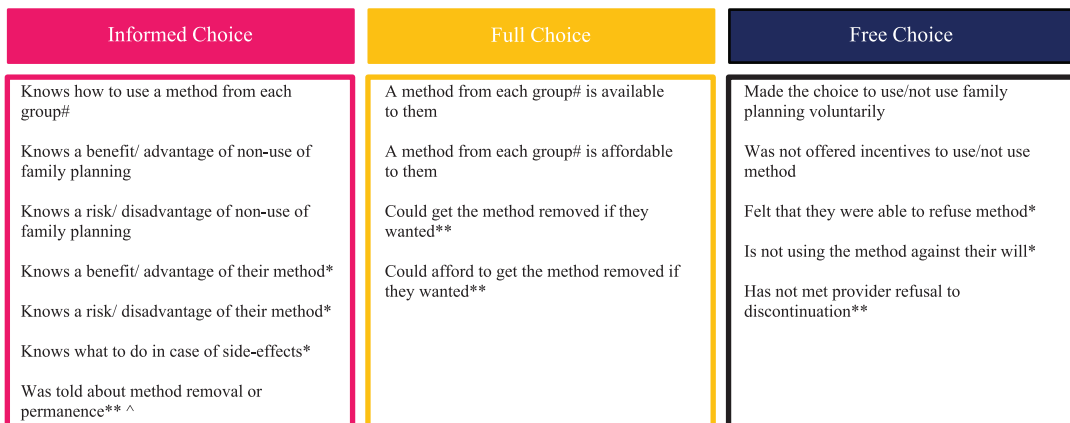 Informed Choice
Knows how to use a method from each
group#
Knows a benefit/ advantage of non-use of
family planning
Knows a risk/ disadvantage of non-use of
family planning
Knows a benefit/ advantage of their method*
Knows a risk/ disadvantage of their method*
Knows what to do in case of side-effects*
Was told about method removal or
permanence** ^
Full Choice
A method from each group# is available
to them
A method from each group# is affordable
to them
Could get the method removed if they
wanted**
Could afford to get the method removed if
they wanted**
Free Choice
Made the choice to use/not use family
planning voluntarily
Was not offered incentives to use/not use
method
Felt that they were able to refuse method*
Is not using the method against their will*
Has not met provider refusal to
discontinuation**